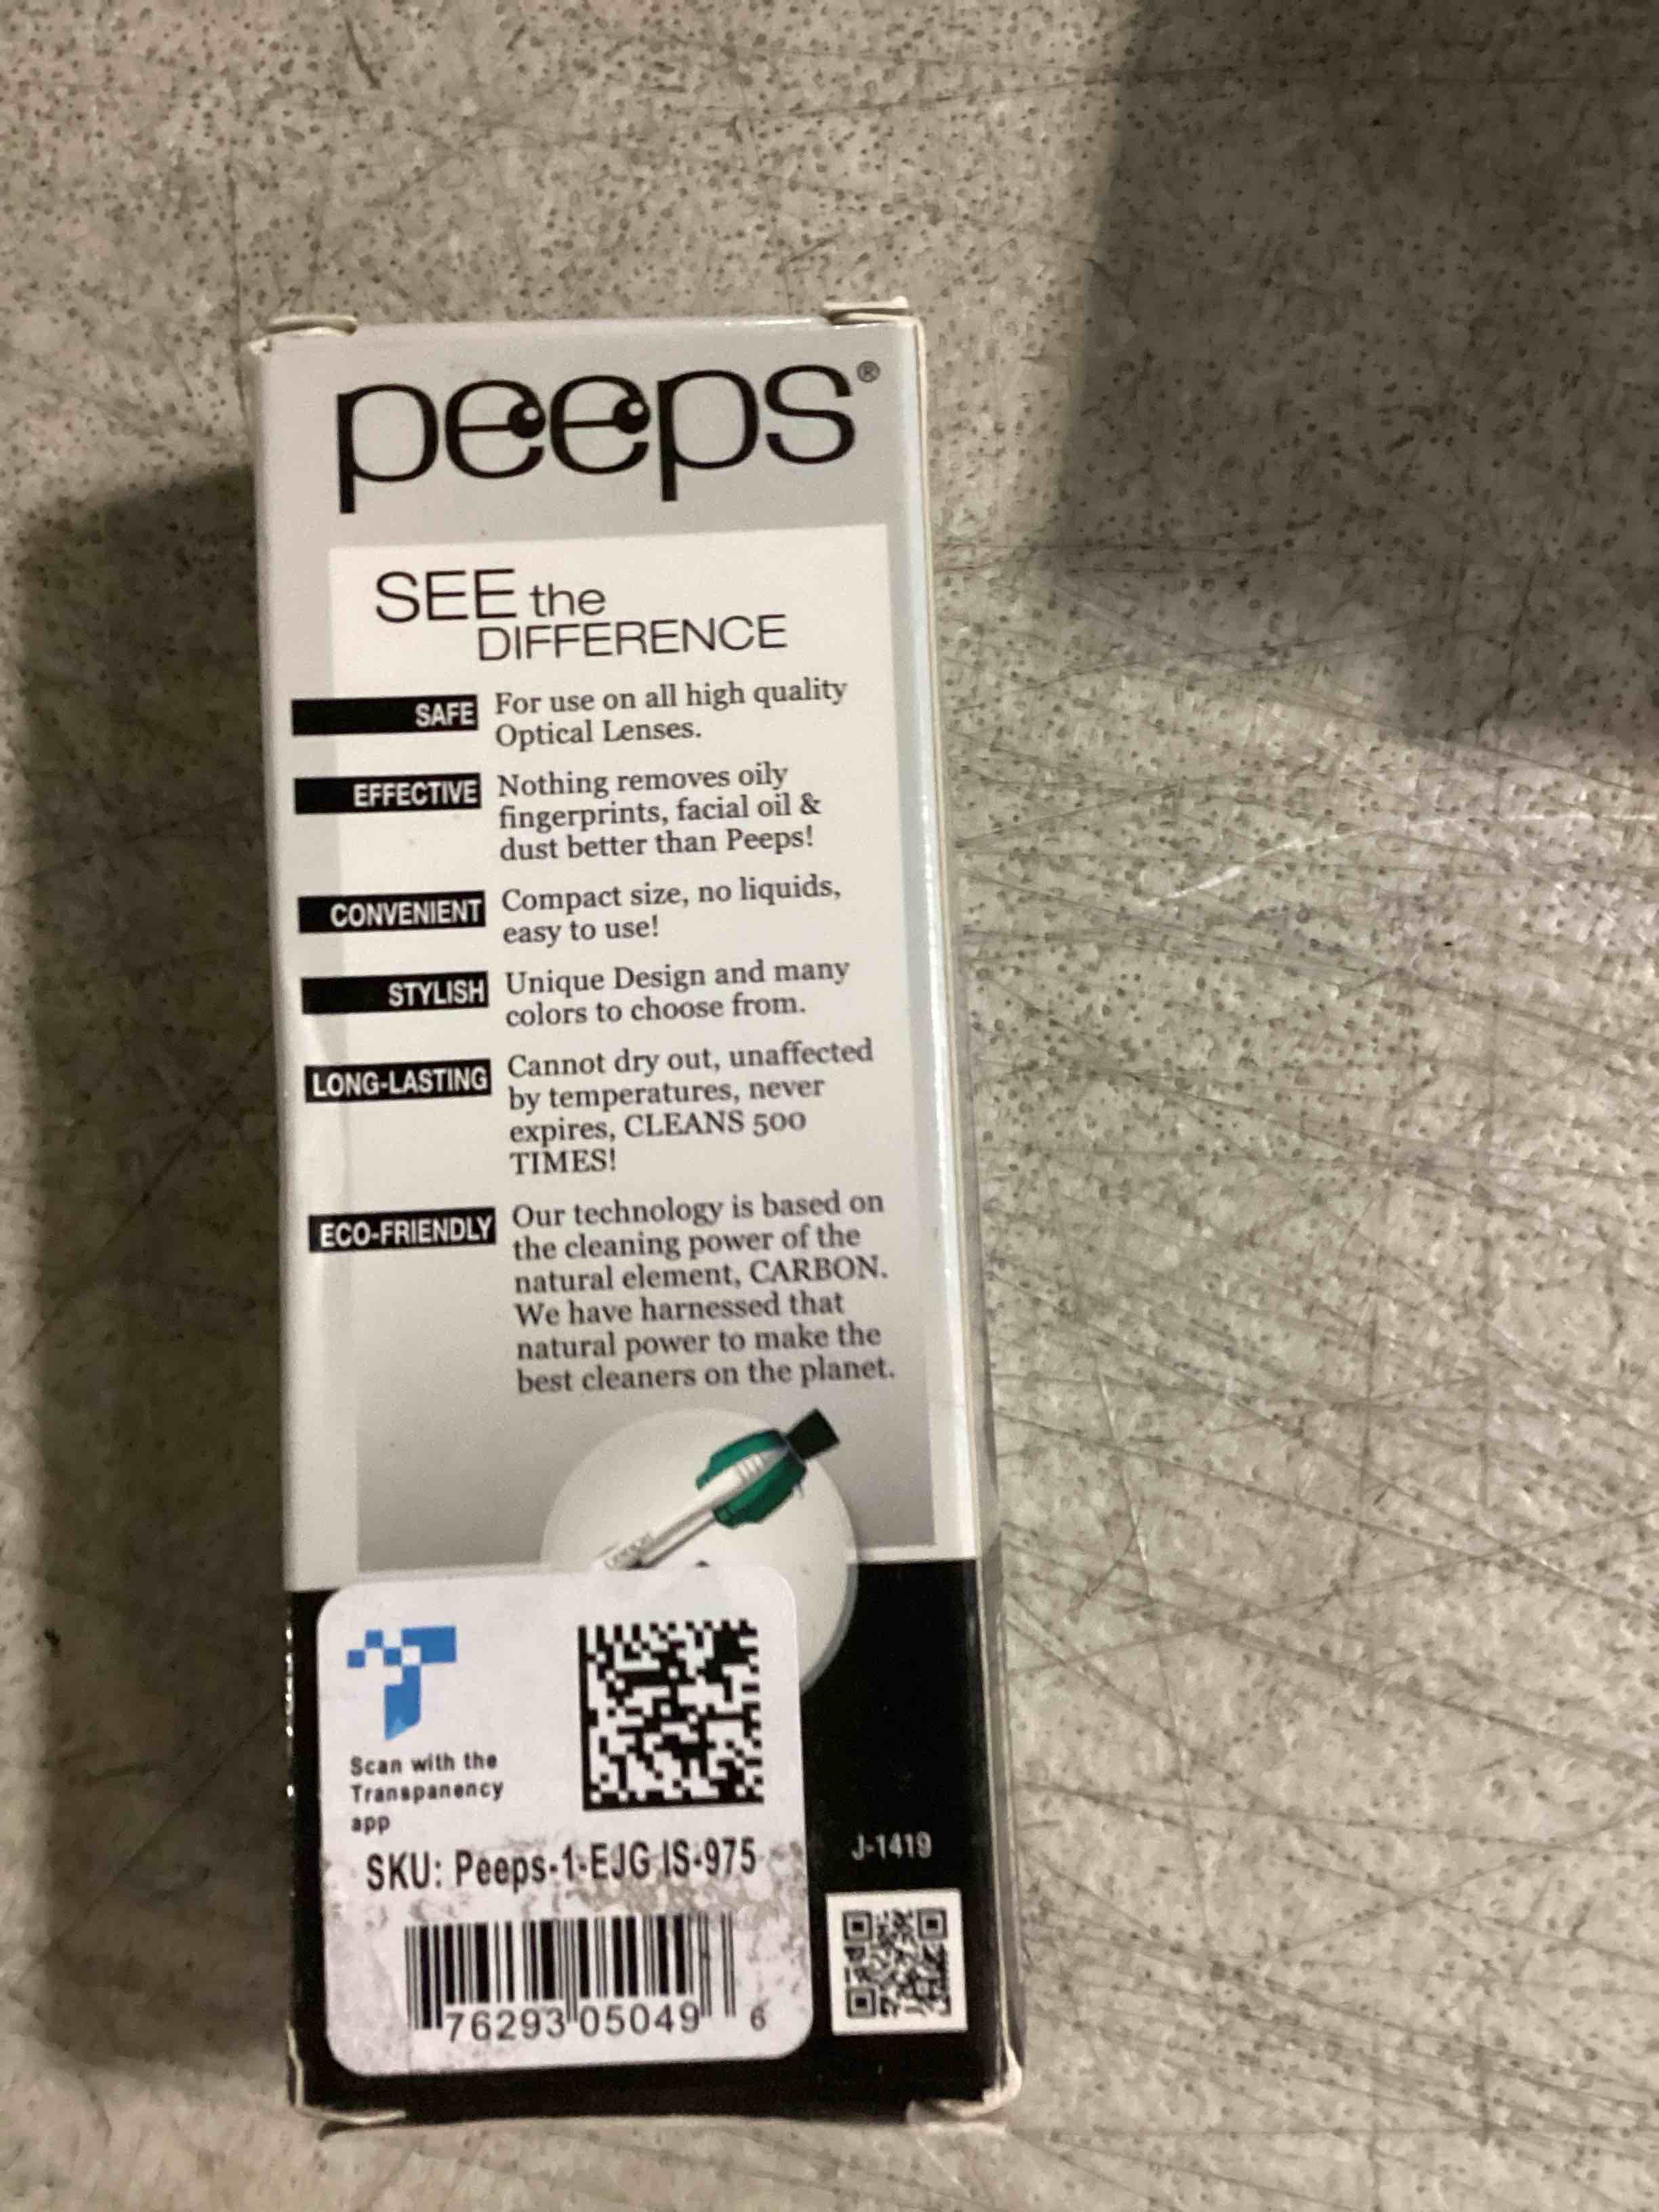 peeps®
SEE the
DIFFERENCE
SAFE For use on all high quality
Optical Lenses.
EFFECTIVE Nothing removes oily
fingerprints, facial oil &
dust better than Peeps!
CONVENIENT Compact size, no liquids,
easy to use!
STYLISH Unique Design and many
colors to choose from.
LONG-LASTING Cannot dry out, unaffected
by temperatures, never
expires, CLEANS 500
TIMES!
ECO-FRIENDLY Our technology is based on
the cleaning power of the
natural element, CARBON.
We have harnessed that
natural power to make the
best cleaners on the planet.
Scan with the
Transparency
app
SKU: Peeps-1-EJG IS-975
J-1419
76293 05049 6